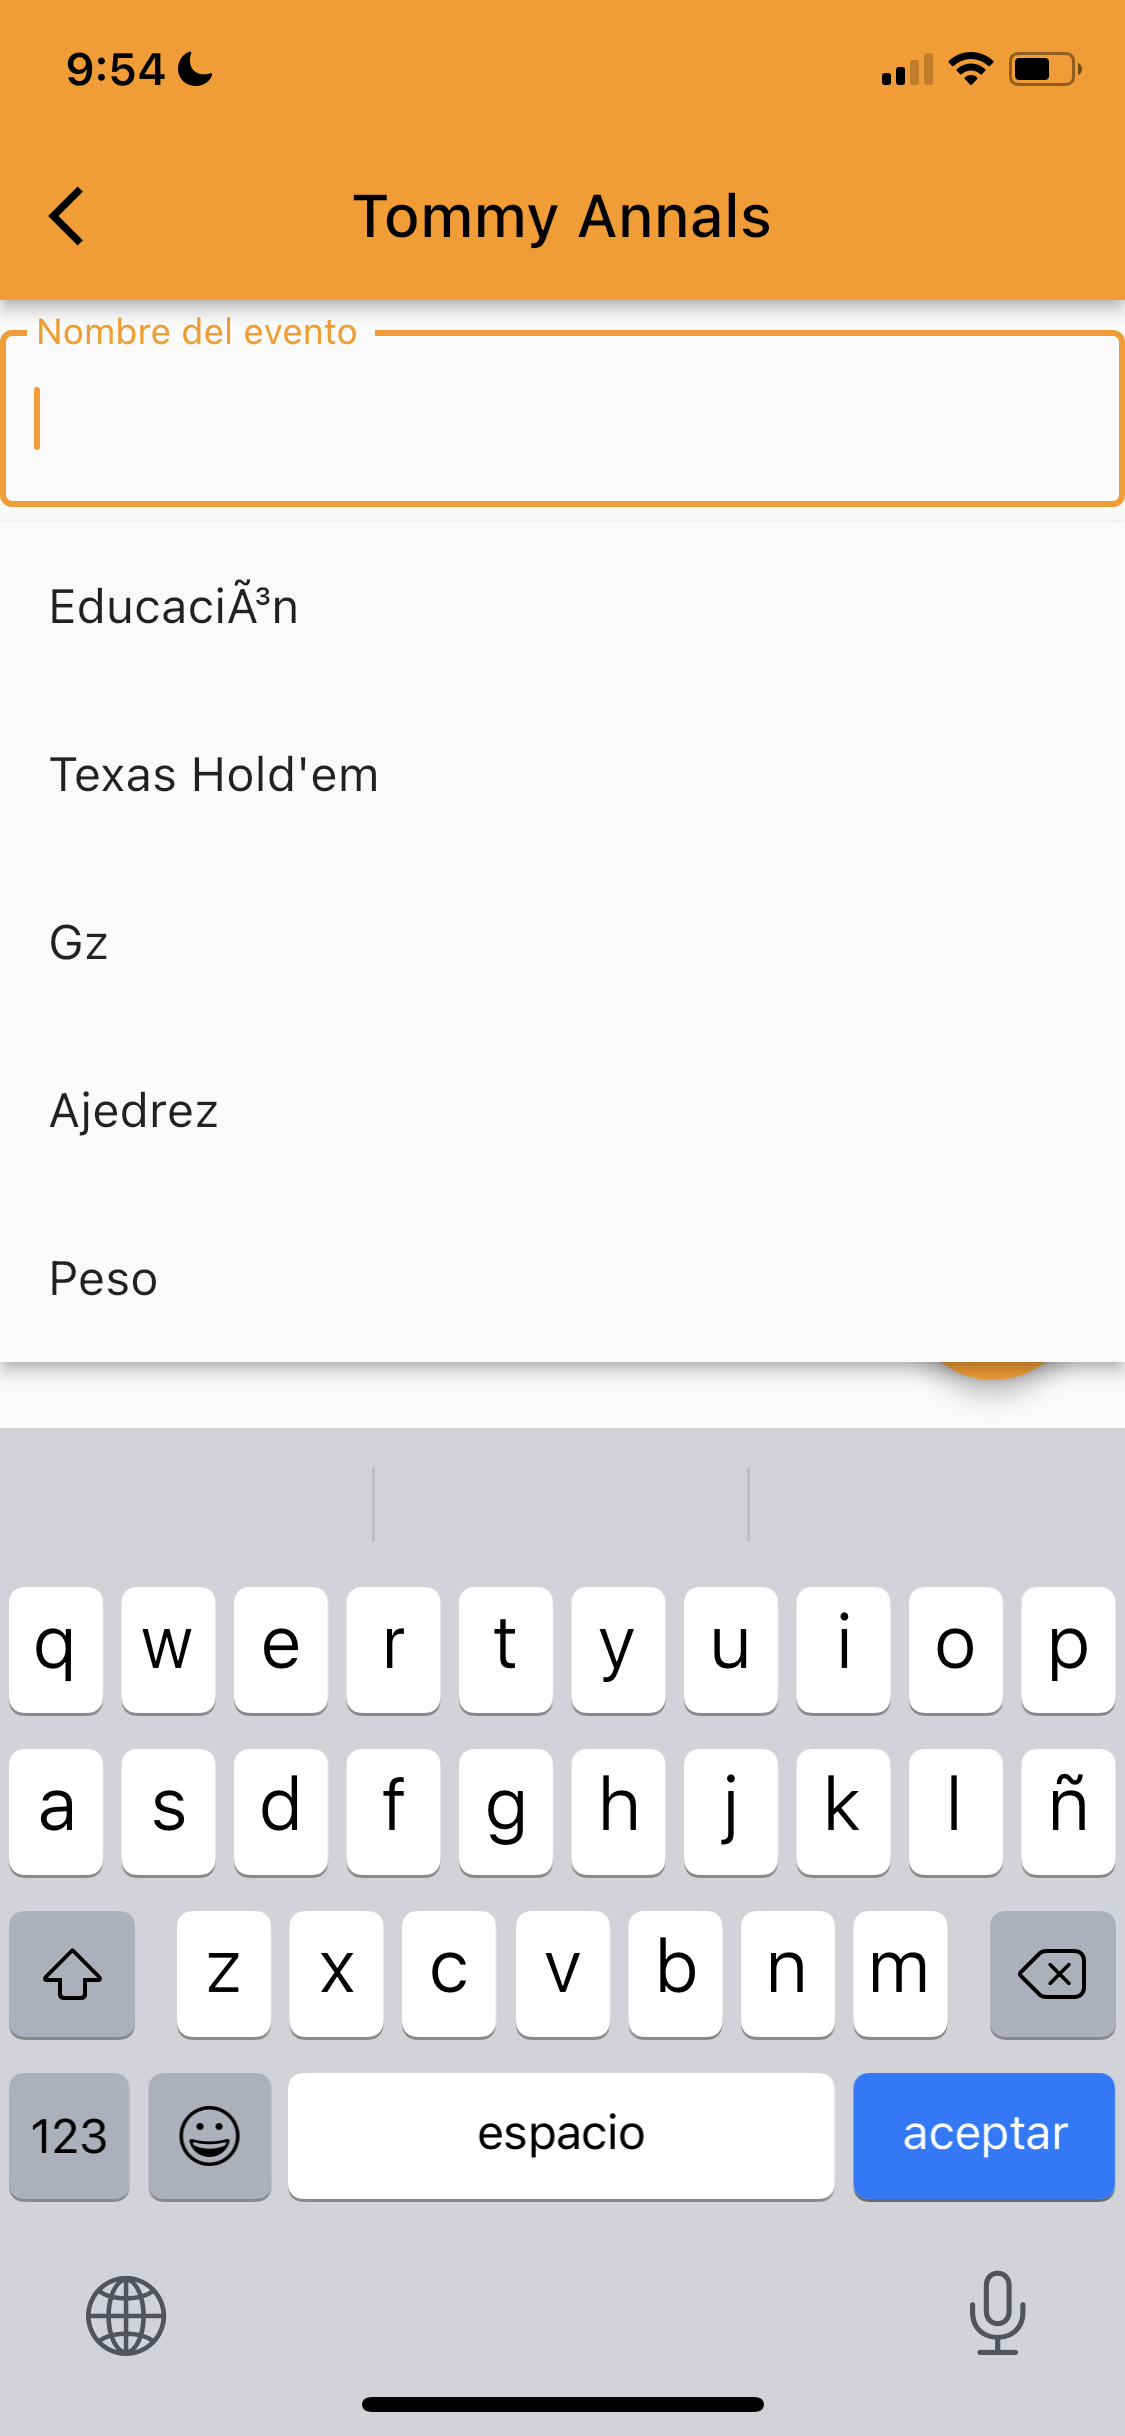 9:54
Tommy Annals
Nombre del evento
EducaciÃ³n
Texas Hold'em
Gz
Ajedrez
Peso
q w e r t y u i o p
a s d f g h j k l ñ
z x c v b n m
123 espacio aceptar